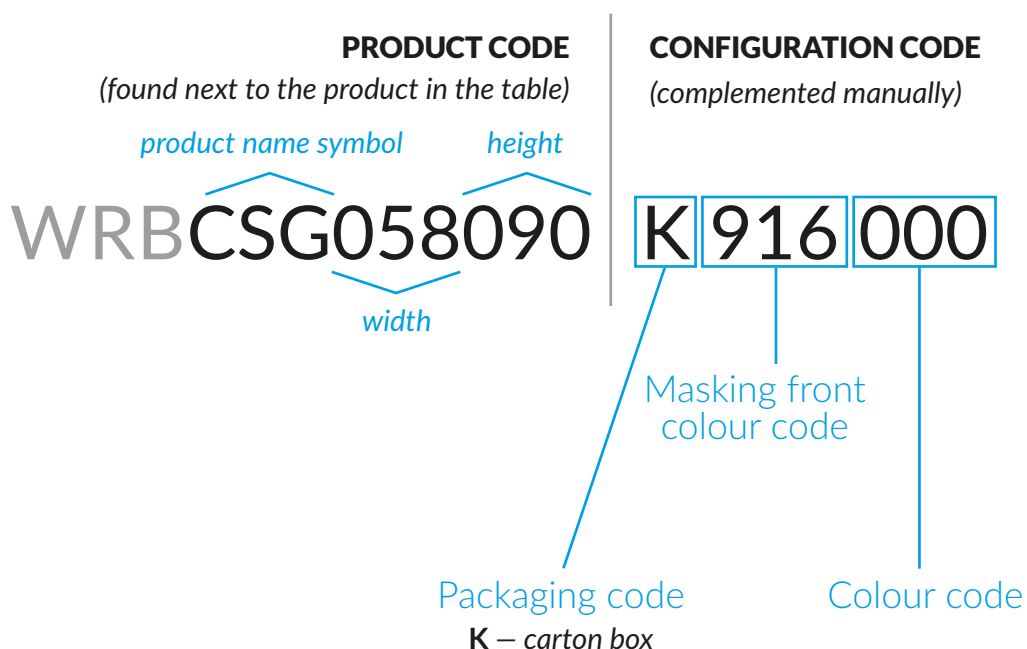 PRODUCT CODE
(found next to the product in the table)
product name symbol height
WRBCSG058090
width
CONFIGURATION CODE
(complemented manually)
K 916 000
Masking front
colour code
Packaging code
K – carton box
Colour code